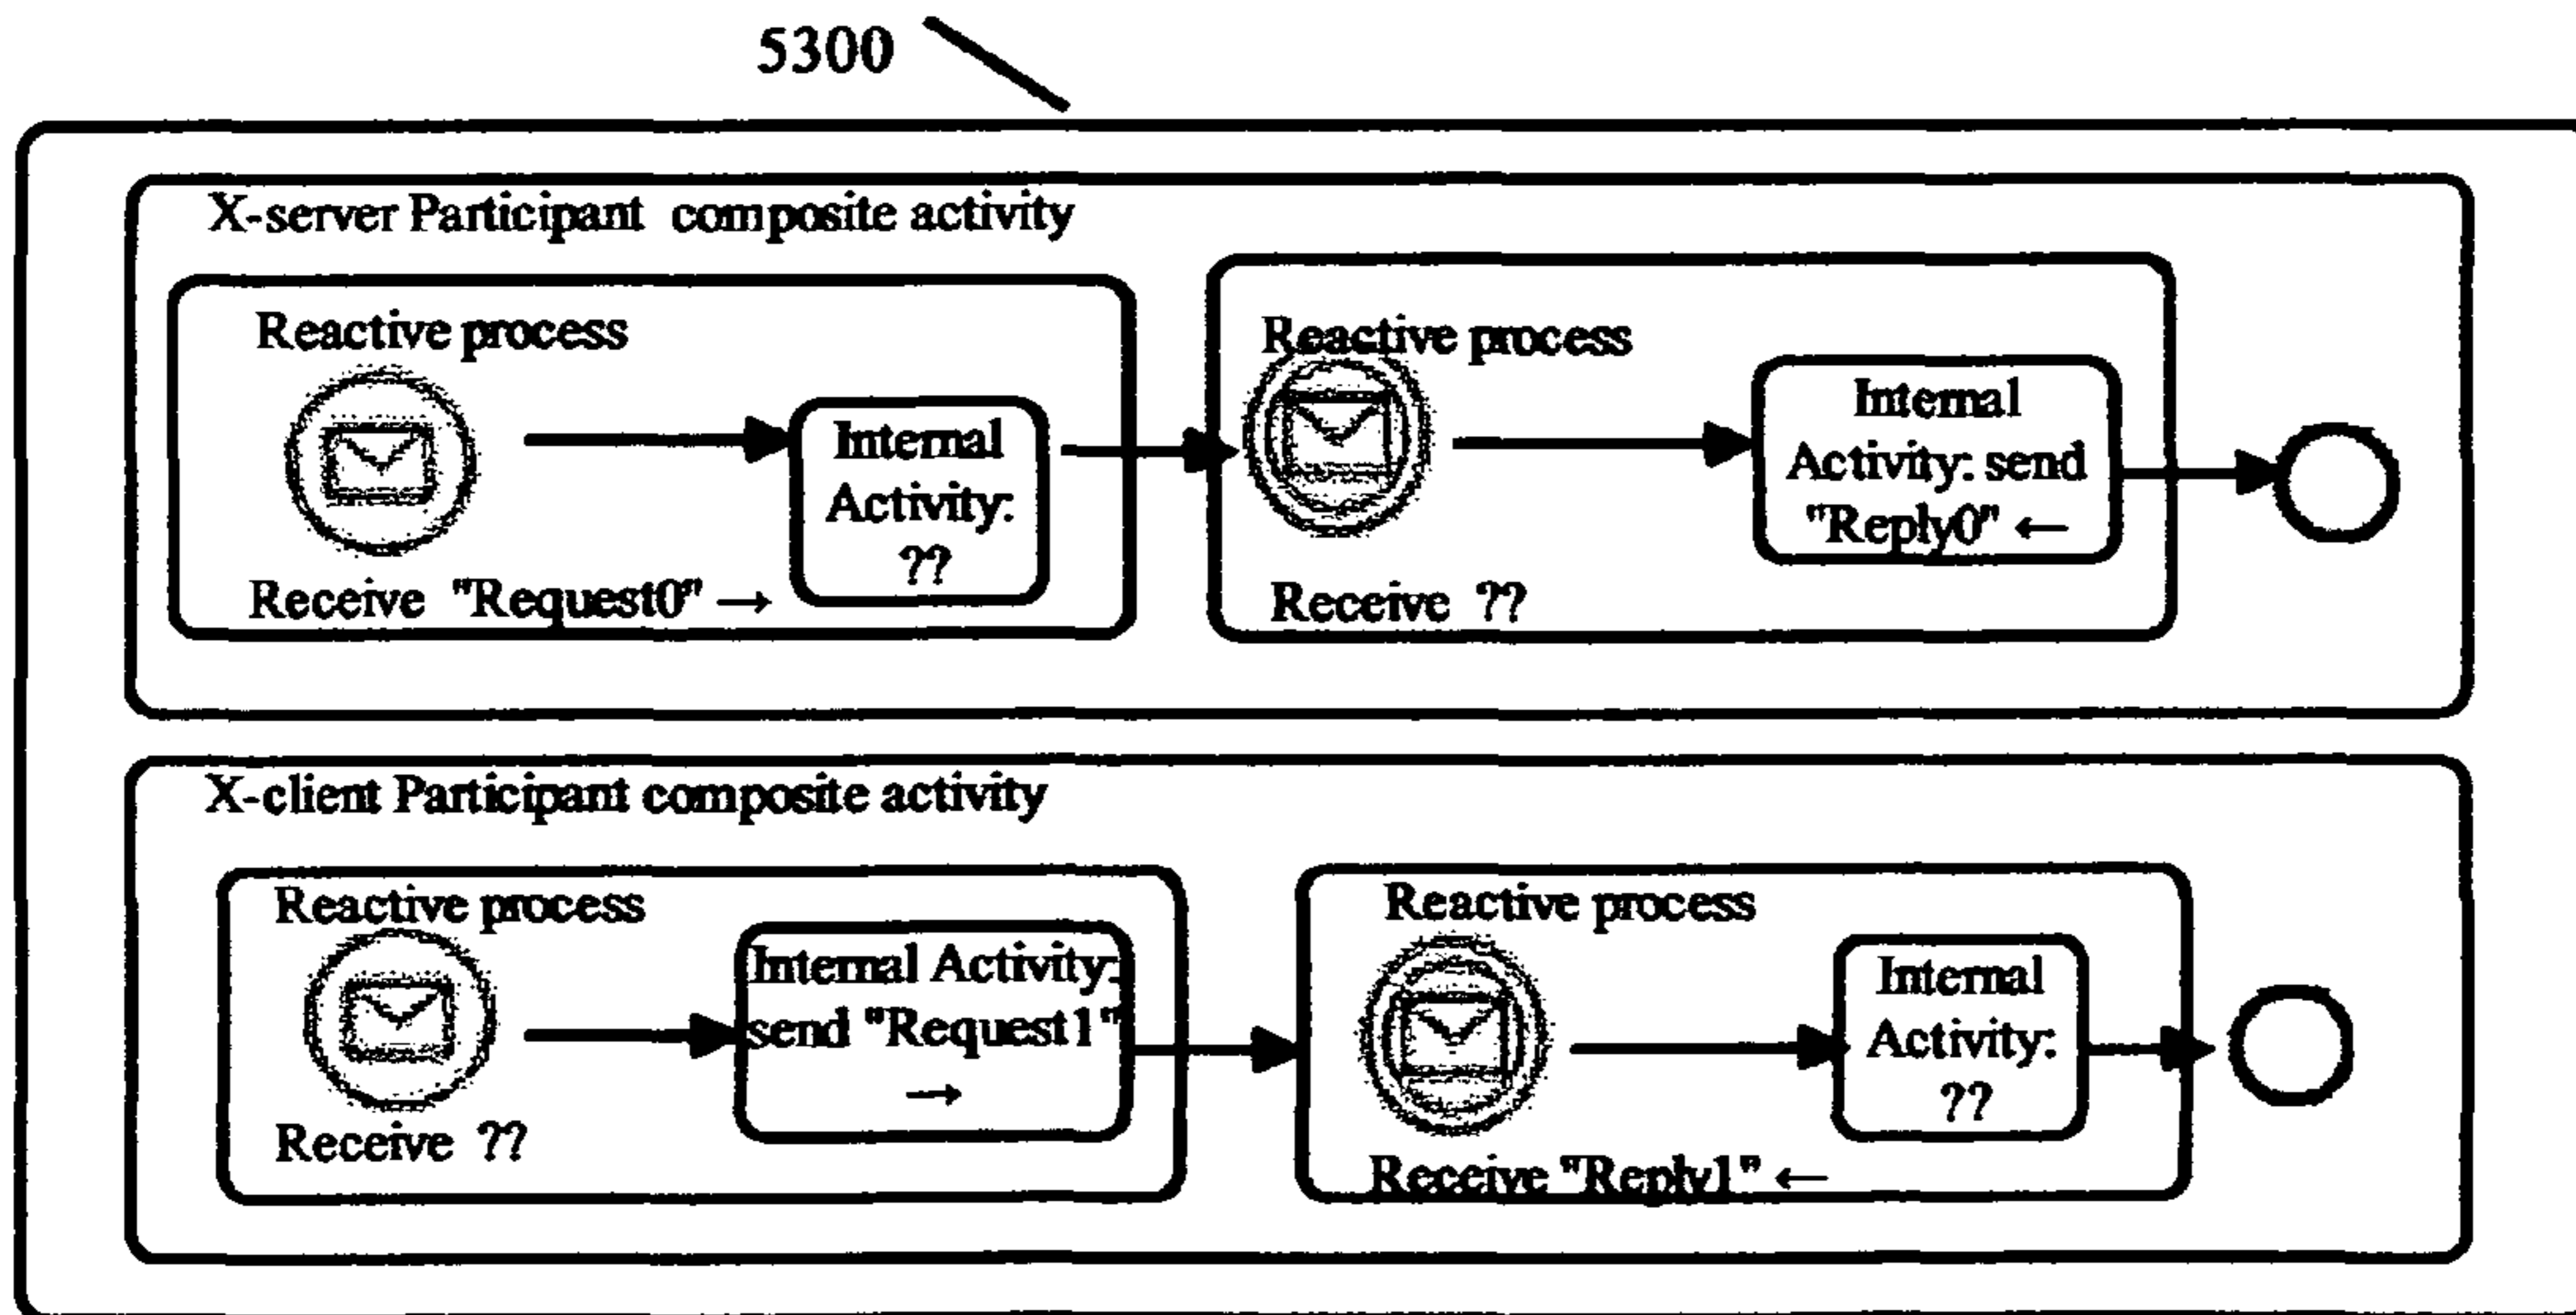 5300
X-server Participant composite activity
Reactive process
Internal
Activity:
??
Receive "Request0" →
Reactive process
Internal
Activity: send
"Reply0" ←
Receive ??
X-client Participant composite activity
Reactive process
Internal Activity:
send "Request1"
→
Receive ??
Reactive process
Internal
Activity:
??
Receive "Reply1" ←